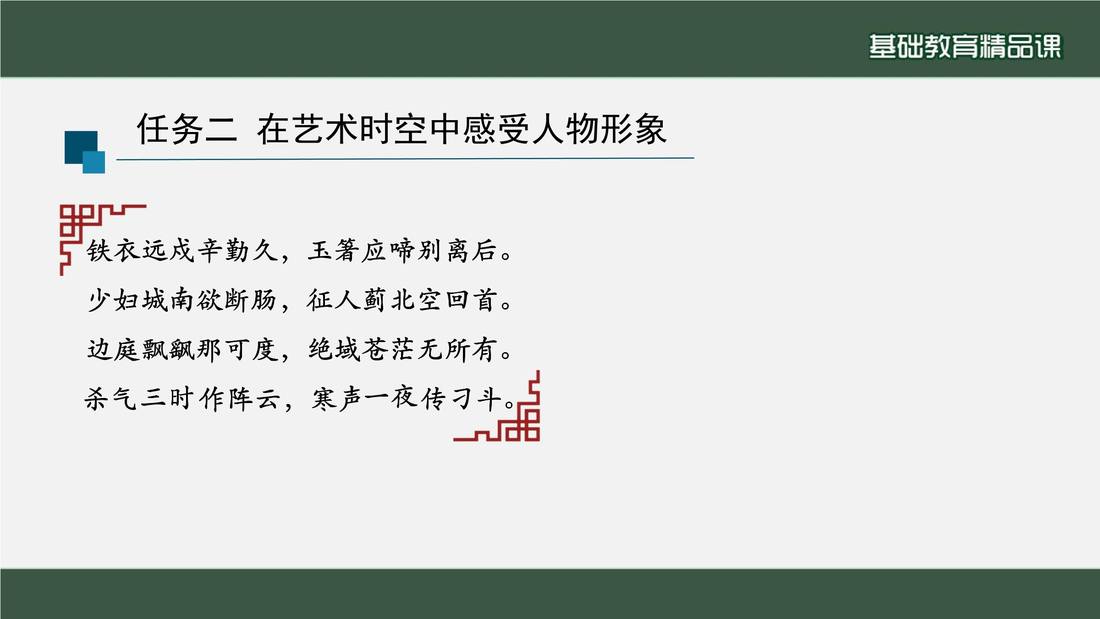 基础教育精品课
任务二 在艺术时空中感受人物形象
铁衣远戍辛勤久，玉箸应啼别离后。
少妇城南欲断肠，征人蓟北空回首。
边庭飘飖那可度，绝域苍茫无所有。
杀气三时作阵云，寒声一夜传刁斗。